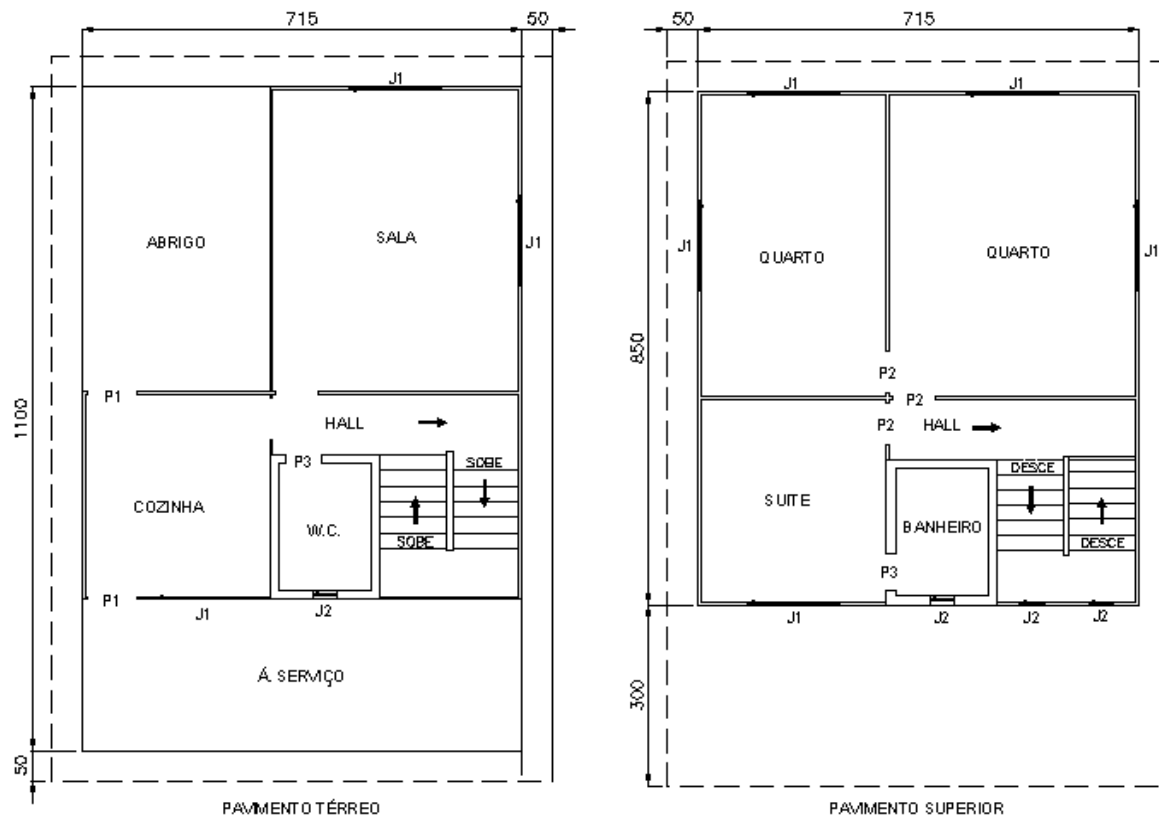 715
50
J1
ABRIGO
SALA
J1
1100
P1
HALL
P3
SOBE
COZINHA
W.C.
SOBE
P1
J1
J2
Á. SERVIÇO
50
PAVIMENTO TÉRREO
50
715
J1
J1
J1
QUARTO
QUARTO
J1
850
P2
P2
P2
HALL
DESCE
SUITE
BANHEIRO
DESCE
P3
J1
J2
J2
J2
300
PAVIMENTO SUPERIOR